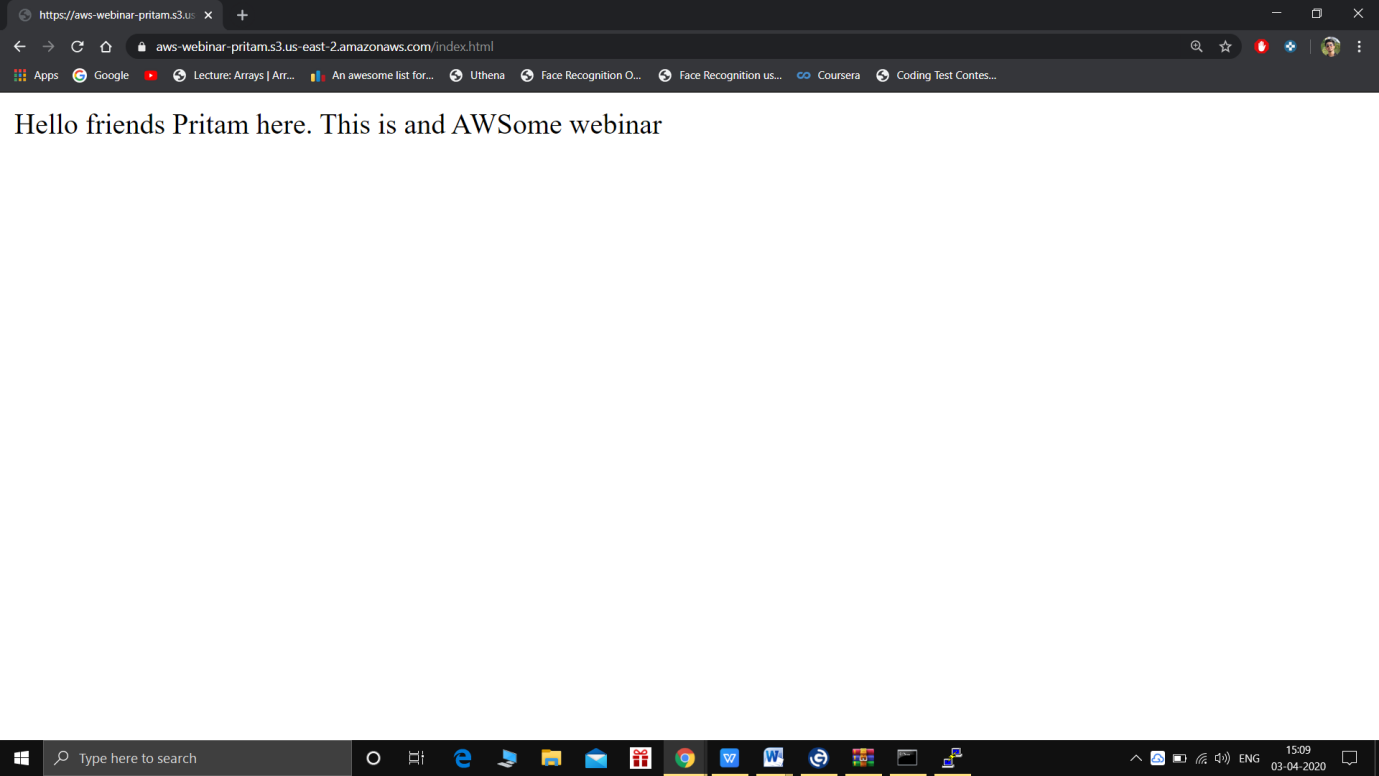 https://aws-webinar-pritam.s3.us
aws-webinar-pritam.s3.us-east-2.amazonaws.com/index.html
Apps Google Lecture: Arrays | Arr... An awesome list for... Uthena Face Recognition O... Face Recognition us... Coursera Coding Test Contes...
Hello friends Pritam here. This is and AWSome webinar
Type here to search
ENG
15:09
03-04-2020